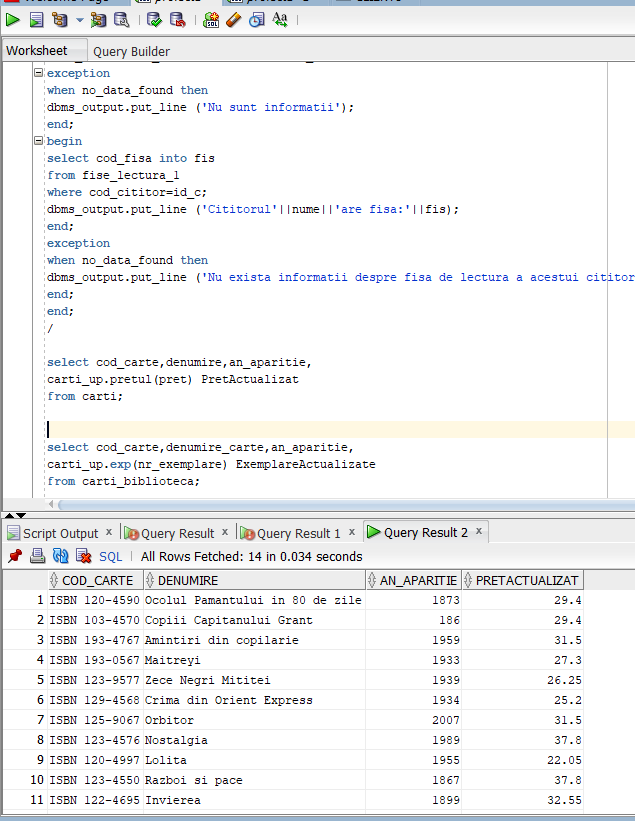 Worksheet Query Builder
exception
when no_data_found then
dbms_output.put_line ('Nu sunt informatii');
end;
begin
select cod_fisa into fis
from fise_lectura_1
where cod_cititor=id_c;
dbms_output.put_line ('Cititorul'||nume||'are fisa:'||fis);
end;
exception
when no_data_found then
dbms_output.put_line ('Nu exista informatii despre fisa de lectura a acestui cititor
end;
end;
/
select cod_carte,denumire,an_aparitie,
carti_up.pretul(pret) PretActualizat
from carti;
select cod_carte,denumire_carte,an_aparitie,
carti_up.exp(nr_exemplare) ExemplareActualizate
from carti_biblioteca;
Script Output x Query Result x Query Result 1 x Query Result 2 x
SQL All Rows Fetched: 14 in 0.034 seconds
COD_CARTE DENUMIRE AN_APARITIE PRETACTUALIZAT
1 ISBN 120-4590 Ocolul Pamantului in 80 de zile 1873 29.4
2 ISBN 103-4570 Copiii Capitanului Grant 186 29.4
3 ISBN 193-4767 Amintiri din copilarie 1959 31.5
4 ISBN 193-0567 Maitreyi 1933 27.3
5 ISBN 123-9577 Zece Negri Mititei 1939 26.25
6 ISBN 129-4568 Crima din Orient Express 1934 25.2
7 ISBN 125-9067 Orbitor 2007 31.5
8 ISBN 123-4576 Nostalgia 1989 37.8
9 ISBN 120-4997 Lolita 1955 22.05
10 ISBN 123-4550 Razboi si pace 1867 37.8
11 ISBN 122-4695 Invierea 1899 32.55